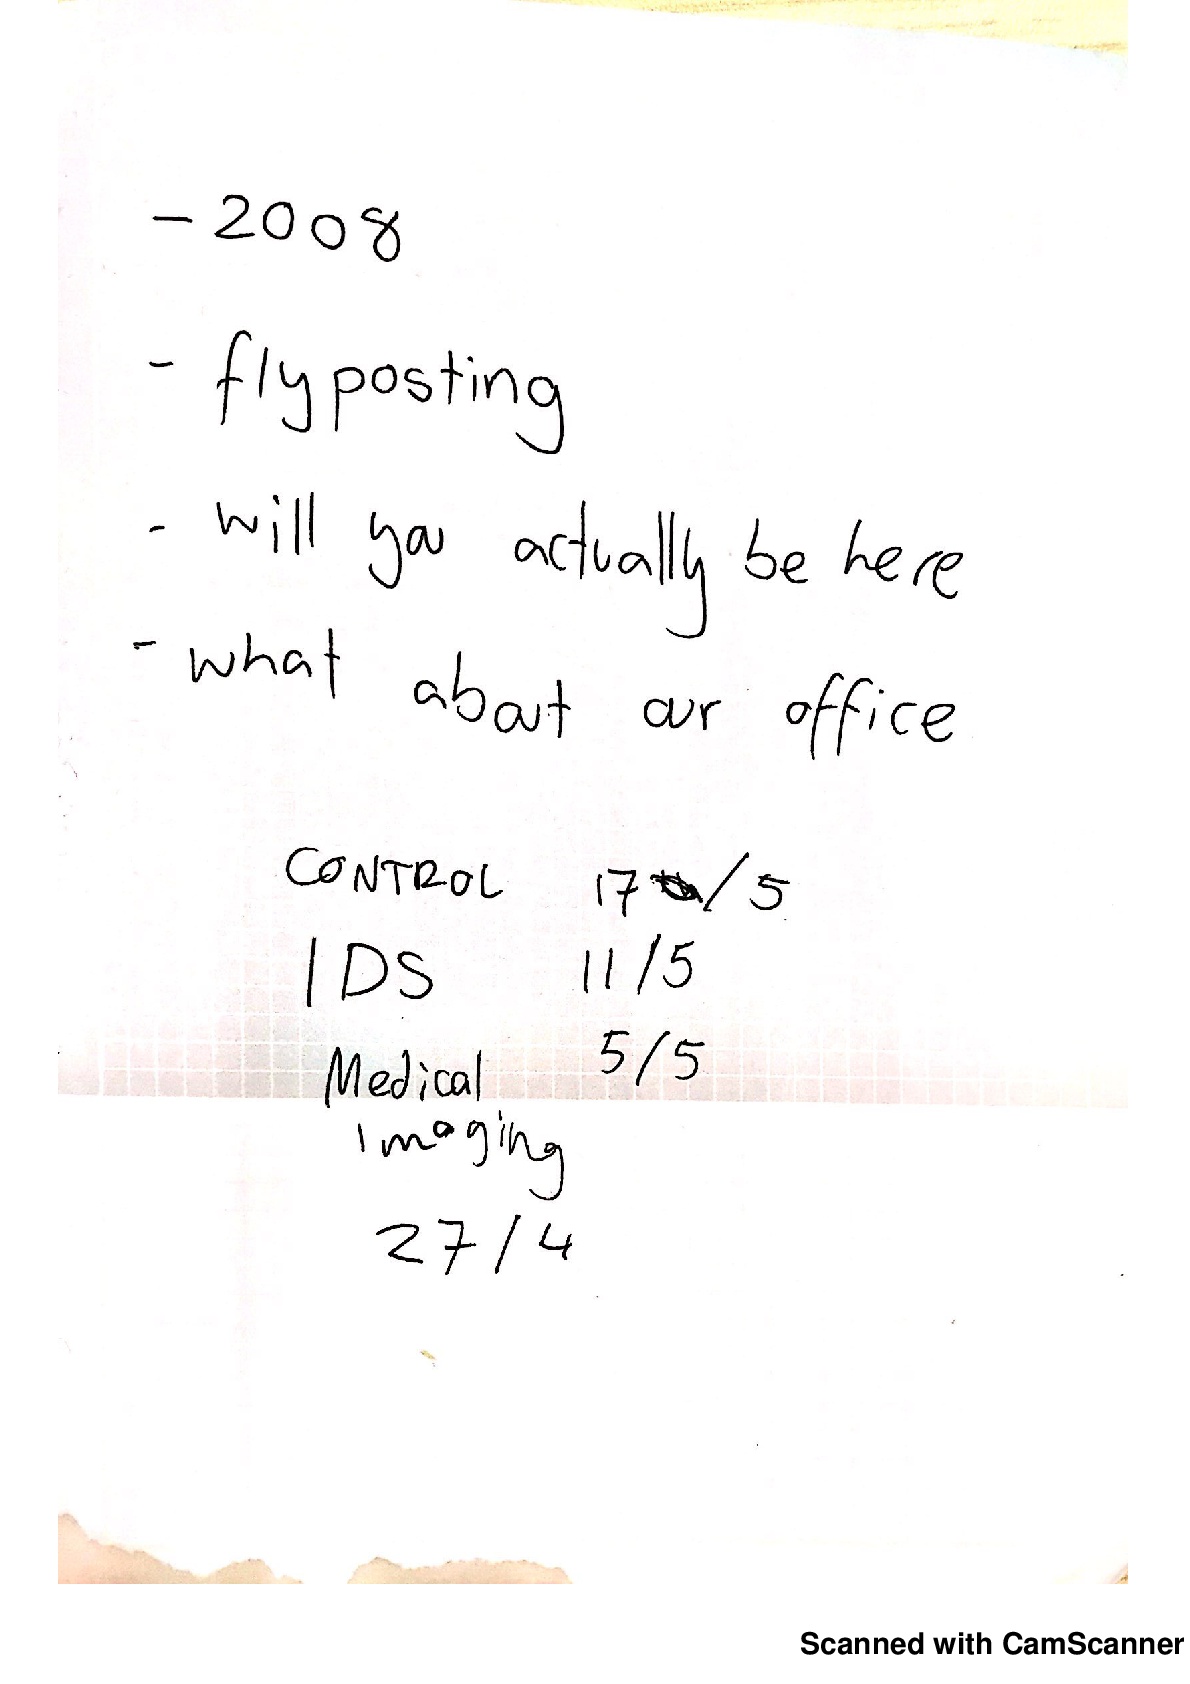 - 2008
- flyposting
- will you actually be here
- what about our office
CONTROL 17 / 5
IDS 11/5
Medical 5/5
Imaging
27/4
Scanned with CamScanner